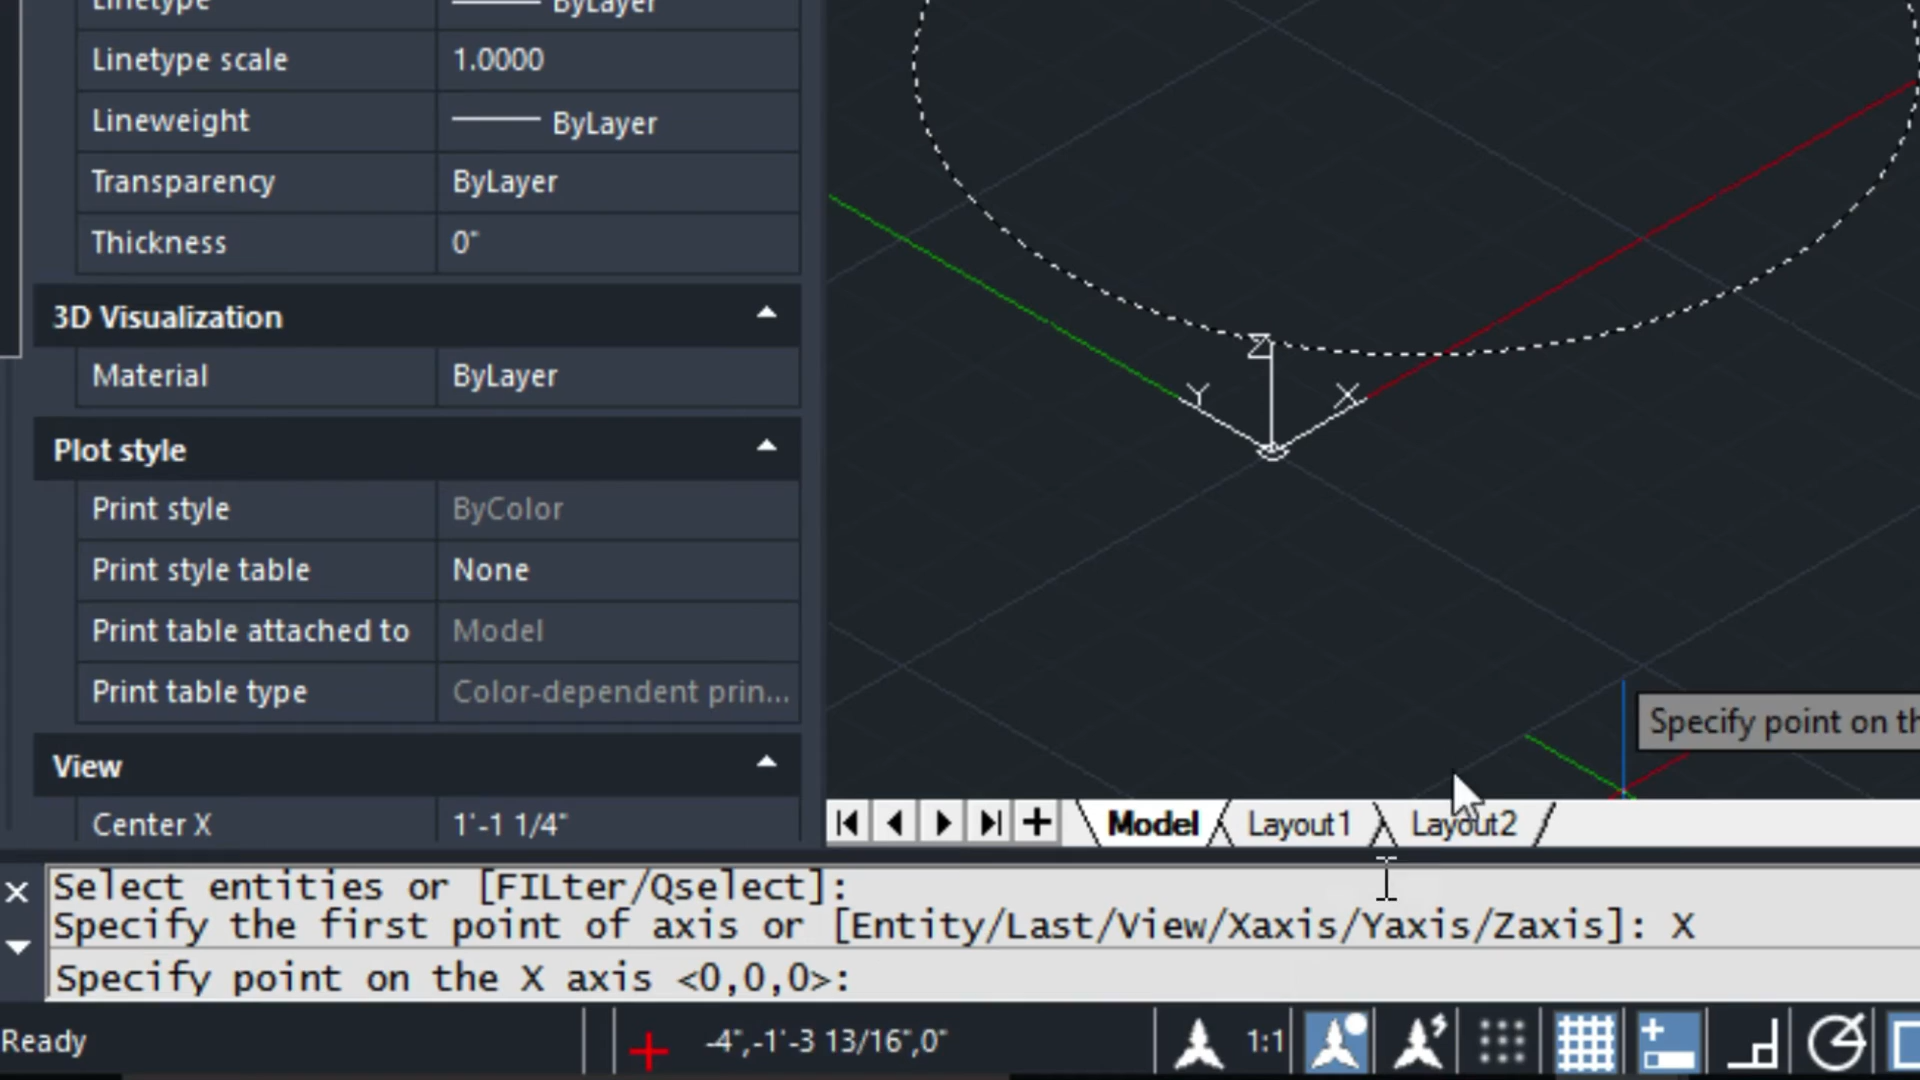 Linetype ByLayer
Linetype scale 1.0000
Lineweight ByLayer
Transparency ByLayer
Thickness 0"
3D Visualization
Material ByLayer
Plot style
Print style ByColor
Print style table None
Print table attached to Model
Print table type Color-dependent prin...
View
Center X 1'-1 1/4"
Z
Y X
Specify point on th
Model Layout1 Layout2
Select entities or [FILter/Qselect]:
Specify the first point of axis or [Entity/Last/View/Xaxis/Yaxis/Zaxis]: X
Specify point on the X axis <0,0,0>:
Ready -4",-1'-3 13/16",0" 1:1